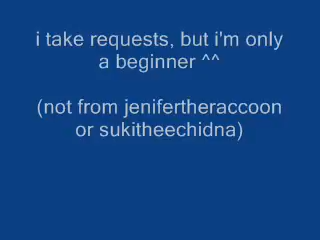 i take requests, but i'm only
a beginner ^^
(not from jenifertheraccoon
or sukitheechidna)